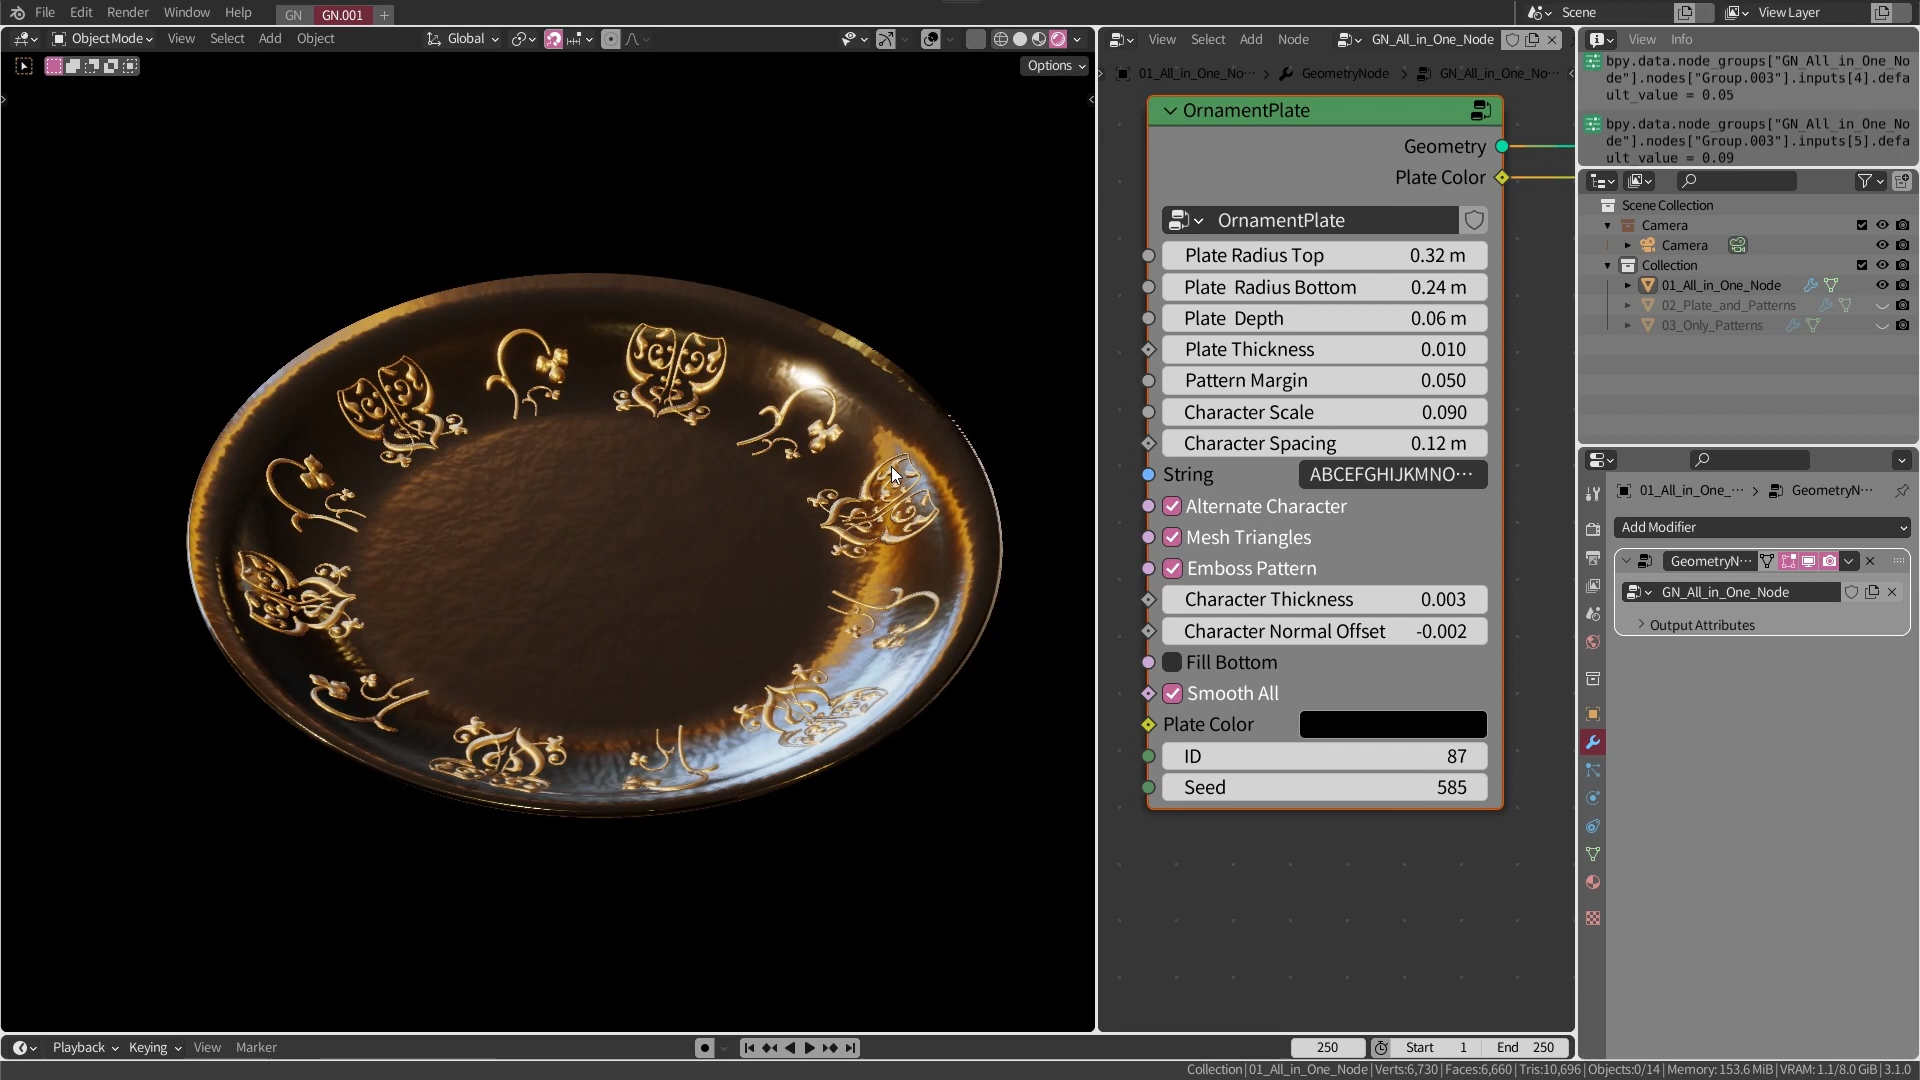 File Edit Render Window Help GN GN.001 Scene View Layer
Object Mode View Select Add Object Global
Options
View Select Add Node GN_All_in_One_Node
01_All_in_One_No··· GeometryNode GN_All_in_One_No···
OrnamentPlate
Geometry
Plate Color
OrnamentPlate
Plate Radius Top 0.32 m
Plate Radius Bottom 0.24 m
Plate Depth 0.06 m
Plate Thickness 0.010
Pattern Margin 0.050
Character Scale 0.090
Character Spacing 0.12 m
String ABCEFGHIJKMNO···
Alternate Character
Mesh Triangles
Emboss Pattern
Character Thickness 0.003
Character Normal Offset -0.002
Fill Bottom
Smooth All
Plate Color
ID 87
Seed 585
View Info
bpy.data.node_groups["GN_All_in_One_No
de"].nodes["Group.003"].inputs[4].defa
ult_value = 0.05
bpy.data.node_groups["GN_All_in_One_No
de"].nodes["Group.003"].inputs[5].defa
ult_value = 0.09
Scene Collection
Camera
Camera
Collection
01_All_in_One_Node
02_Plate_and_Patterns
03_Only_Patterns
01_All_in_One_··· GeometryN···
Add Modifier
GeometryN···
GN_All_in_One_Node
Output Attributes
Playback Keying View Marker 250 Start 1 End 250
Collection | 01_All_in_One_Node | Verts:6,730 | Faces:6,660 | Tris:10,696 | Objects:0/14 | Memory: 153.6 MiB | VRAM: 1.1/8.0 GiB | 3.1.0